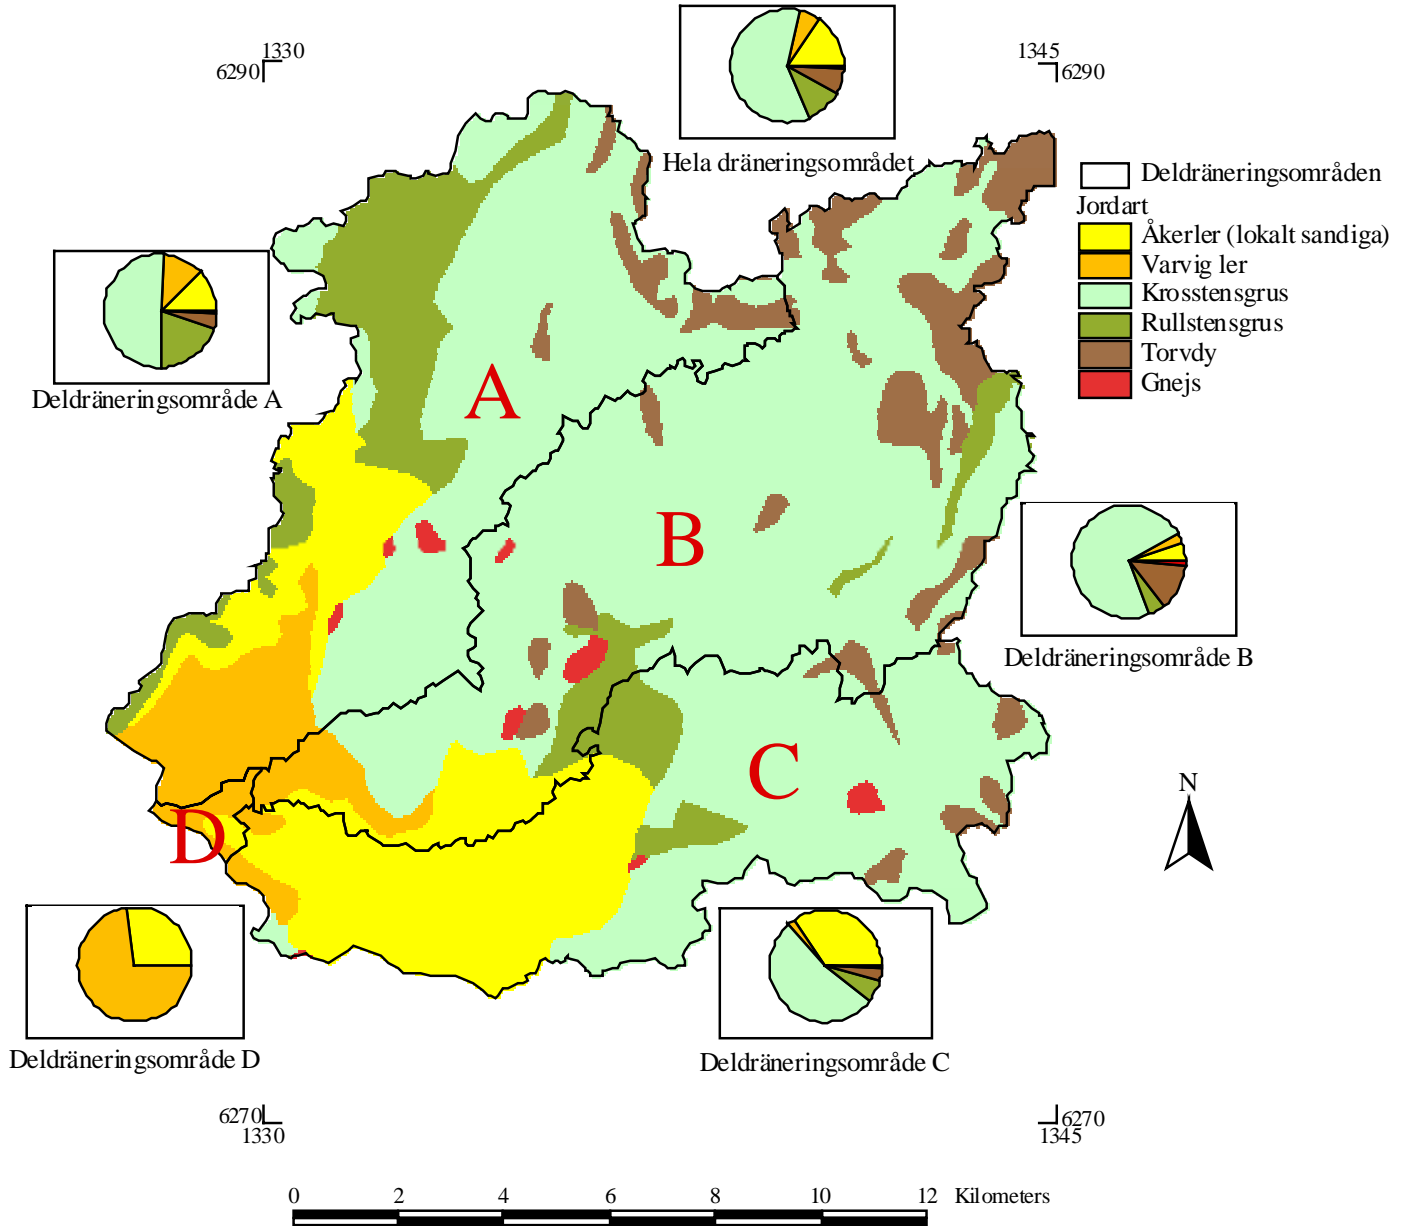 1330
6290
1345
6290
Hela dräneringsområdet
Deldräneringsområden
Jordart
Åkerler (lokalt sandiga)
Varvig ler
Krosstensgrus
Rullstensgrus
Torvdy
Gnejs
Deldräneringsområde A
A
B
Deldräneringsområde B
C
N
D
Deldräneringsområde D
Deldräneringsområde C
6270
1330
6270
1345
0 2 4 6 8 10 12 Kilometers